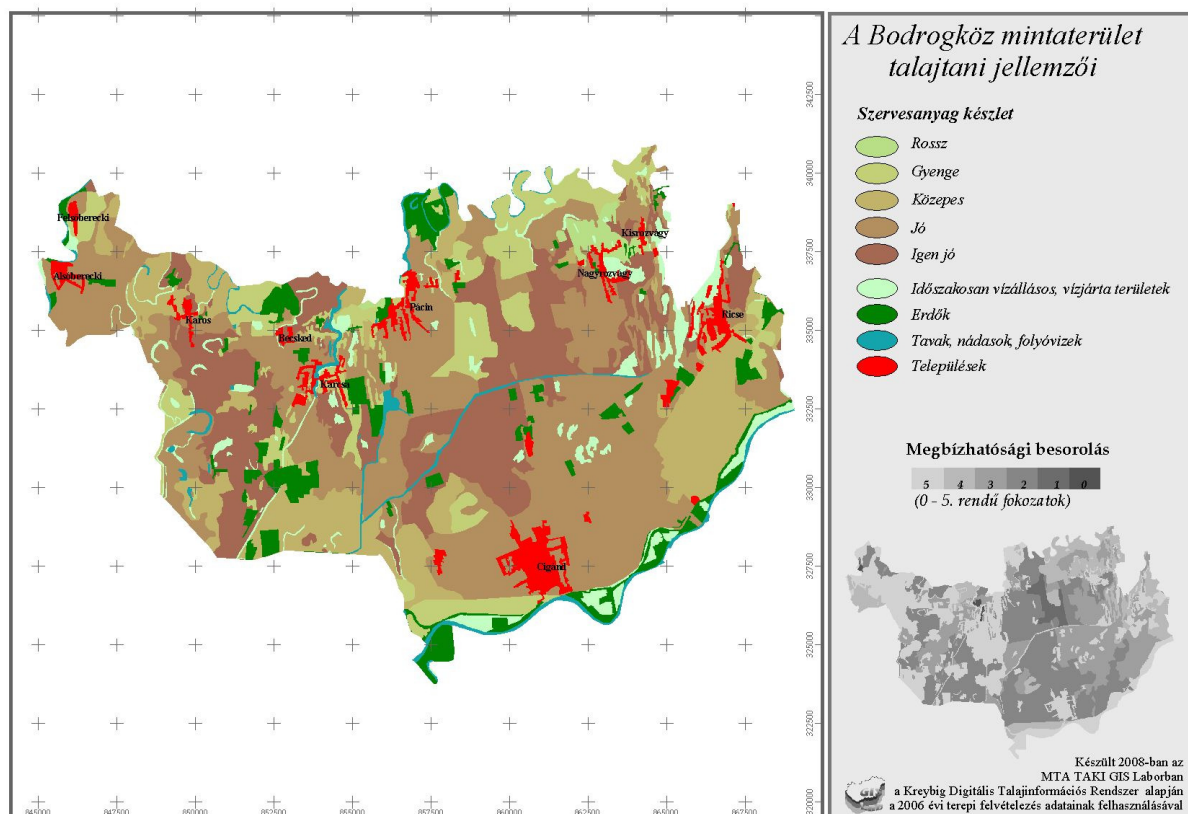 A Bodrogköz mintaterület
talajtani jellemzői
Szervesanyag készlet
Rossz
Gyenge
Közepes
Jó
Igen jó
Időszakosan vízállásos, vízjárta területek
Erdők
Tavak, nádasok, folyóvizek
Települések
Megbízhatósági besorolás
5 4 3 2 1 0
(0 - 5. rendű fokozatok)
Készült 2008-ban az
MTA TAKI GIS Laborban
a Kreybig Digitális Talajinformációs Rendszer alapján
a 2006 évi terepi felvételezés adatainak felhasználásával
Felsőberecki
Alsóberecki
Karos
Becsked
Karcsa
Pácin
Nagyrozvágy
Kisrozvágy
Ricse
Cigánd
342500
340000
337500
335000
332500
330000
327500
325000
322500
320000
845000 847500 850000 852500 855000 857500 860000 862500 865000 867500